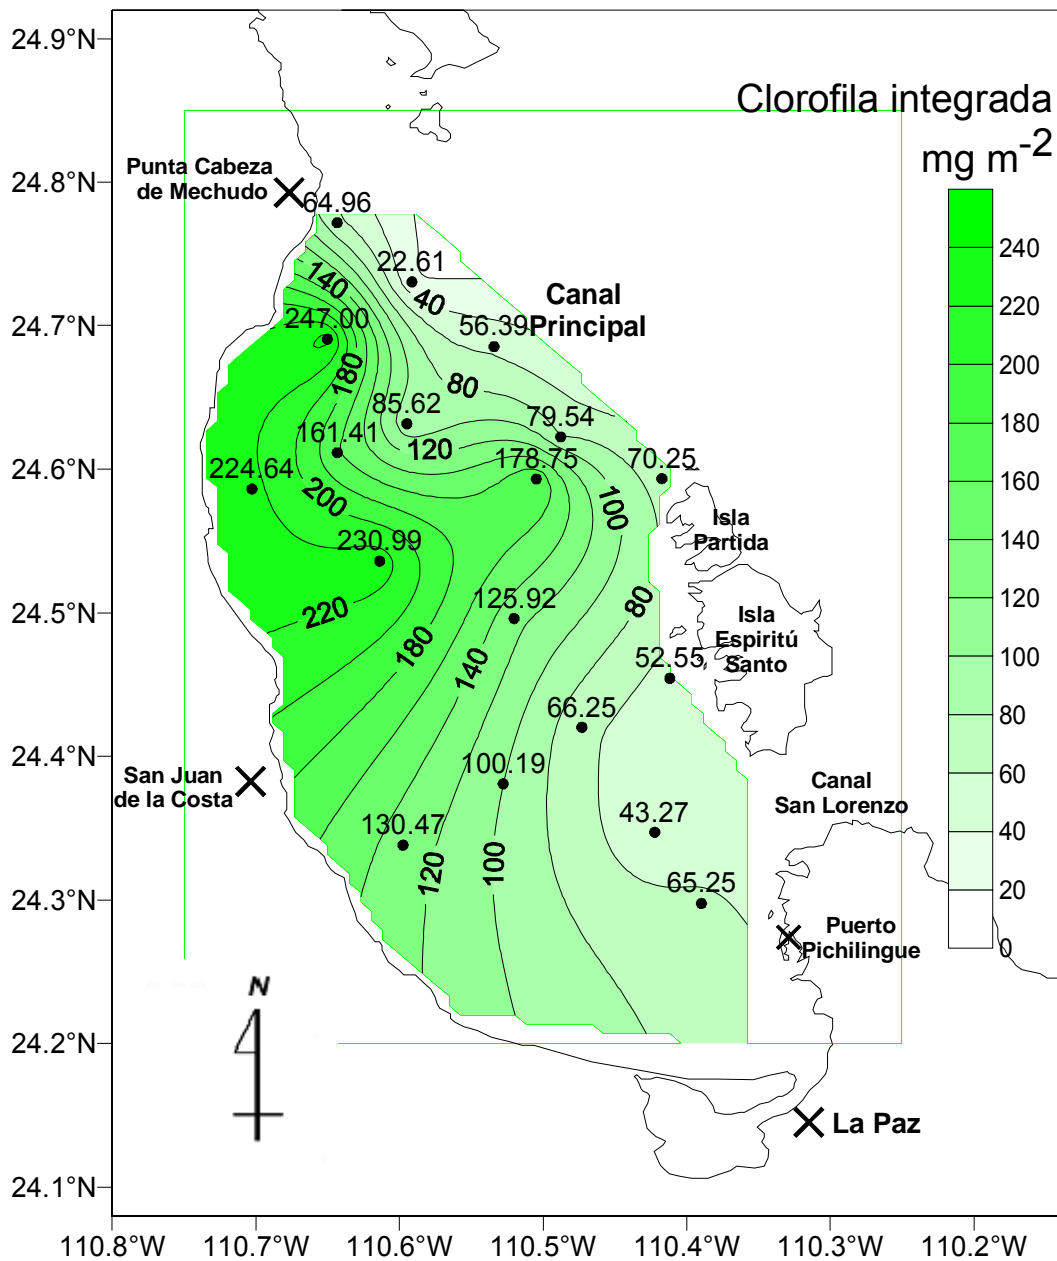 24.9°N
Clorofila integrada
mg m-2
24.8°N
Punta Cabeza
de Mechudo
64.96
240
22.61
140
40
Canal
Principal
220
24.7°N
247.00
56.39
200
180
80
180
85.62
79.54
161.41
120
178.75
70.25
160
24.6°N
224.64
200
100
Isla
Partida
140
230.99
125.92
80
120
24.5°N
220
Isla
Espiritú
Santo
180
140
52.55
100
66.25
80
24.4°N
100.19
60
San Juan
de la Costa
Canal
San Lorenzo
130.47
43.27
40
120
100
65.25
20
24.3°N
Puerto
Pichilingue
0
N
24.2°N
La Paz
24.1°N
110.8°W
110.7°W
110.6°W
110.5°W
110.4°W
110.3°W
110.2°W